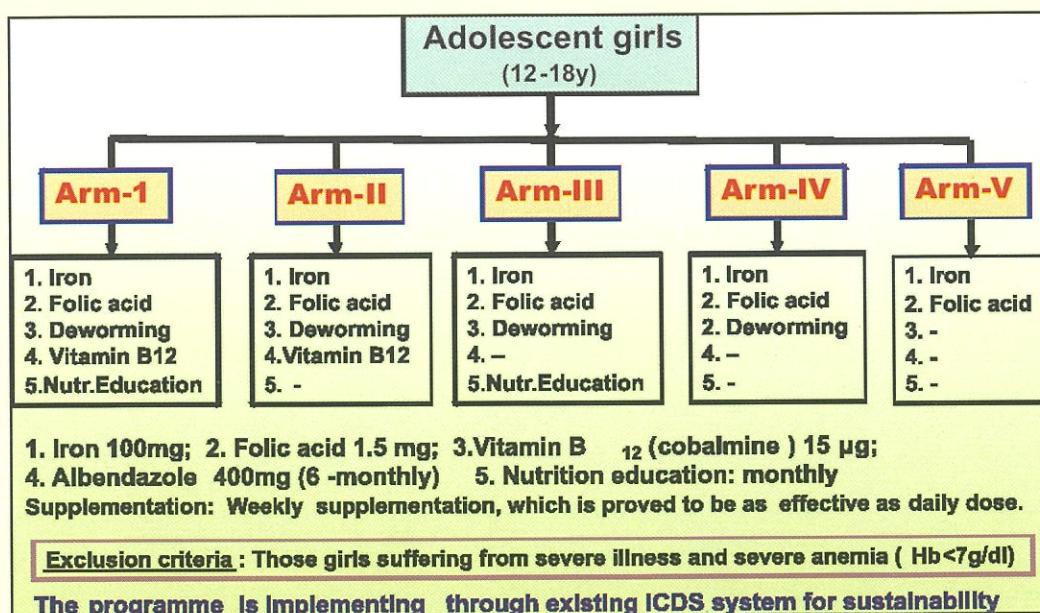 Adolescent girls
(12-18y)
Arm-1
Arm-II
Arm-III
Arm-IV
Arm-V
1. Iron
2. Folic acid
3. Deworming
4. Vitamin B12
5.Nutr.Education
1. Iron
2. Folic acid
3. Deworming
4.Vitamin B12
5. -
1. Iron
2. Folic acid
3. Deworming
4. –
5.Nutr.Education
1. Iron
2. Folic acid
2. Deworming
4. –
5. -
1. Iron
2. Folic acid
3. -
4. -
5. -
1. Iron 100mg; 2. Folic acid 1.5 mg; 3.Vitamin B 12 (cobalmine ) 15 µg;
4. Albendazole 400mg (6 -monthly) 5. Nutrition education: monthly
Supplementation: Weekly supplementation, which is proved to be as effective as daily dose.
Exclusion criteria : Those girls suffering from severe illness and severe anemia ( Hb<7g/dl)
The programme is implementing through existing ICDS system for sustainability